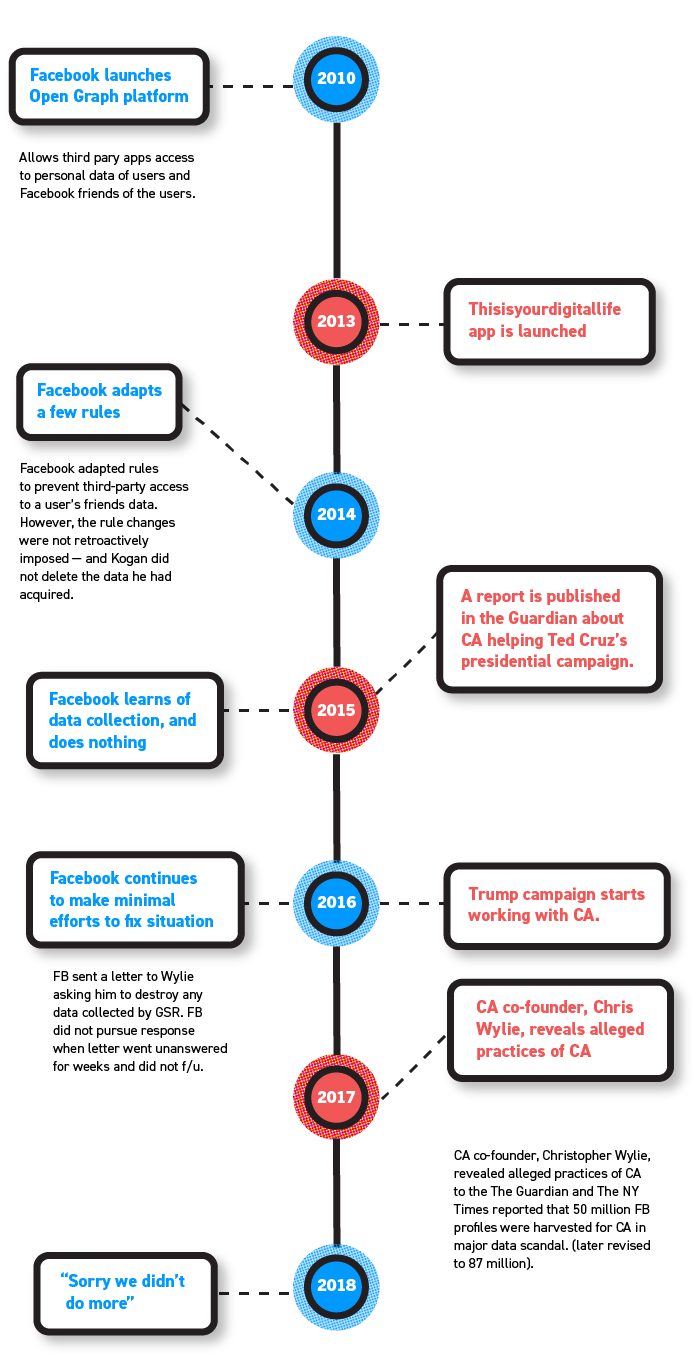 2010
Facebook launches
Open Graph platform
Allows third pary apps access
to personal data of users and
Facebook friends of the users.
2013
Thisisyourdigitallife
app is launched
Facebook adapts
a few rules
Facebook adapted rules
to prevent third-party access
to a user's friends data.
However, the rule changes
were not retroactively
imposed — and Kogan did
not delete the data he had
acquired.
2014
A report is published
in the Guardian about
CA helping Ted Cruz's
presidential campaign.
Facebook learns of
data collection, and
does nothing
2015
Facebook continues
to make minimal
efforts to fix situation
2016
Trump campaign starts
working with CA.
FB sent a letter to Wylie
asking him to destroy any
data collected by GSR. FB
did not pursue response
when letter went unanswered
for weeks and did not f/u.
CA co-founder, Chris
Wylie, reveals alleged
practices of CA
2017
CA co-founder, Christopher Wylie,
revealed alleged practices of CA
to the The Guardian and The NY
Times reported that 50 million FB
profiles were harvested for CA in
major data scandal. (later revised
to 87 million).
“Sorry we didn't
do more”
2018